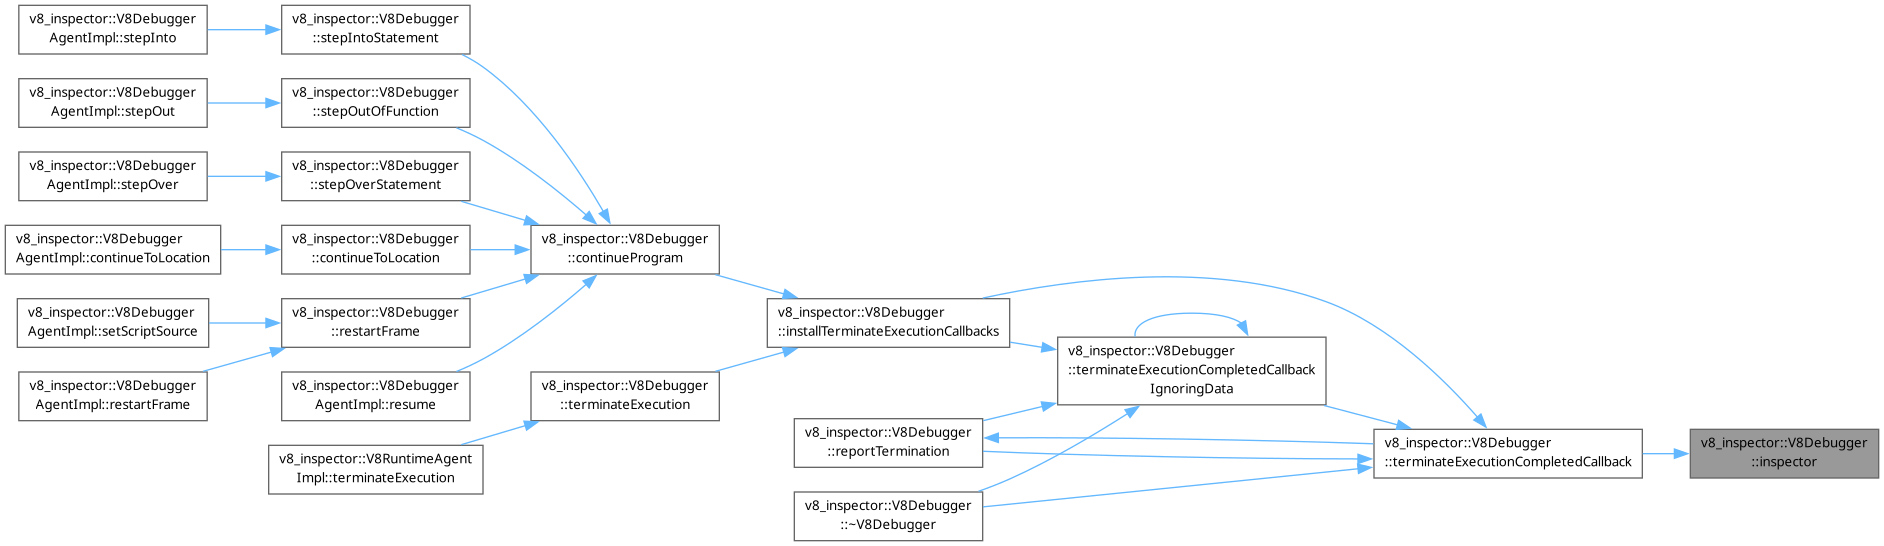 v8_inspector::V8Debugger
AgentImpl::stepInto
v8_inspector::V8Debugger
::stepIntoStatement
v8_inspector::V8Debugger
AgentImpl::stepOut
v8_inspector::V8Debugger
::stepOutOfFunction
v8_inspector::V8Debugger
AgentImpl::stepOver
v8_inspector::V8Debugger
::stepOverStatement
v8_inspector::V8Debugger
AgentImpl::continueToLocation
v8_inspector::V8Debugger
::continueToLocation
v8_inspector::V8Debugger
::continueProgram
v8_inspector::V8Debugger
AgentImpl::setScriptSource
v8_inspector::V8Debugger
::restartFrame
v8_inspector::V8Debugger
::installTerminateExecutionCallbacks
v8_inspector::V8Debugger
AgentImpl::restartFrame
v8_inspector::V8Debugger
AgentImpl::resume
v8_inspector::V8Debugger
::terminateExecution
v8_inspector::V8Debugger
::terminateExecutionCompletedCallback
IgnoringData
v8_inspector::V8RuntimeAgent
Impl::terminateExecution
v8_inspector::V8Debugger
::reportTermination
v8_inspector::V8Debugger
::terminateExecutionCompletedCallback
v8_inspector::V8Debugger
::inspector
v8_inspector::V8Debugger
::~V8Debugger